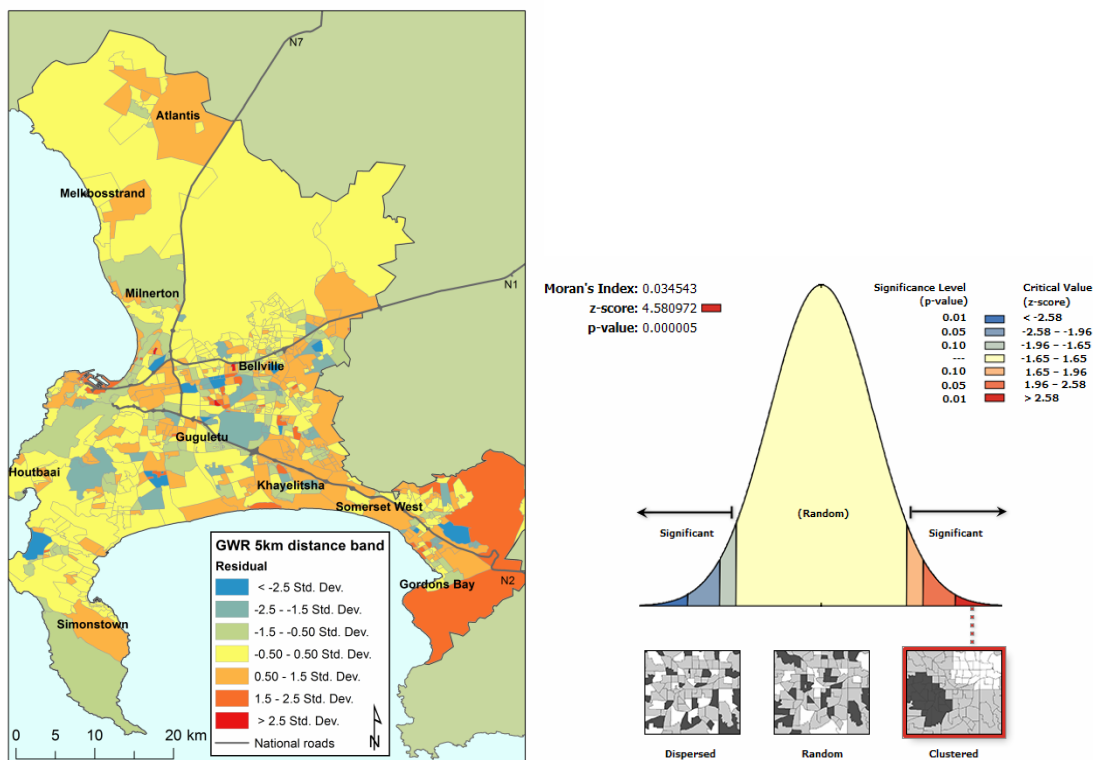 N7
Atlantis
Melkbosstrand
Milnerton
N1
Bellville
Guguletu
Houtbaai
Khayelitsha
Somerset West
Gordons Bay
N2
Simonstown
GWR 5km distance band
Residual
< -2.5 Std. Dev.
-2.5 - -1.5 Std. Dev.
-1.5 - -0.50 Std. Dev.
-0.50 - 0.50 Std. Dev.
0.50 - 1.5 Std. Dev.
1.5 - 2.5 Std. Dev.
> 2.5 Std. Dev.
National roads
N
0 5 10 20 km
Moran's Index: 0.034543
z-score: 4.580972
p-value: 0.000005
Significance Level Critical Value
(p-value) (z-score)
0.01 < -2.58
0.05 -2.58 - -1.96
0.10 -1.96 - -1.65
--- -1.65 - 1.65
0.10 1.65 - 1.96
0.05 1.96 - 2.58
0.01 > 2.58
Significant (Random) Significant
Dispersed Random Clustered